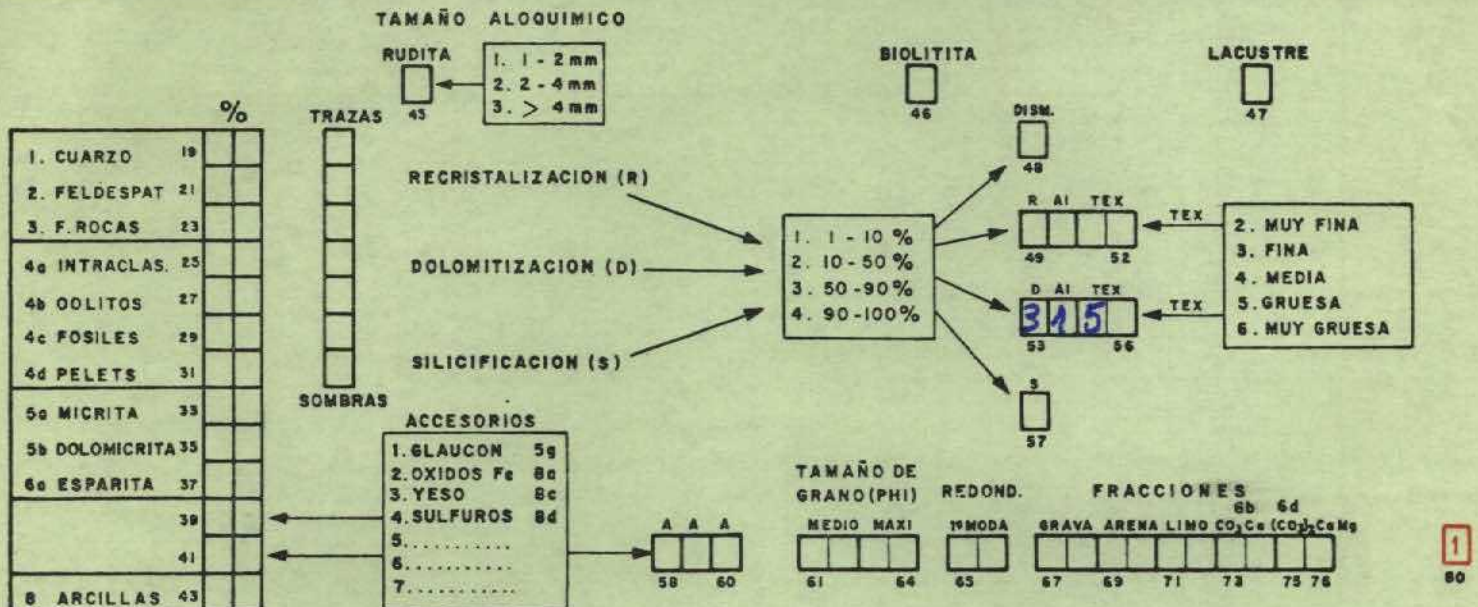 TAMAÑO ALOQUIMICO
RUDITA
45
1. 1 - 2 mm
2. 2 - 4 mm
3. > 4 mm
BIOLITITA
46
LACUSTRE
47
%
TRAZAS
SOMBRAS
1. CUARZO 19
2. FELDESPAT 21
3. F. ROCAS 23
4a INTRACLAS. 25
4b OOLITOS 27
4c FOSILES 29
4d PELETS 31
5a MICRITA 33
5b DOLOMICRITA 35
6a ESPARITA 37
39
41
8 ARCILLAS 43
RECRISTALIZACION (R)
DOLOMITIZACION (D)
SILICIFICACION (S)
1. 1 - 10 %
2. 10 - 50 %
3. 50 - 90 %
4. 90 - 100 %
DISM.
48
R AI TEX
49 52
D AI TEX
3 1 5
53 56
S
57
TEX
TEX
2. MUY FINA
3. FINA
4. MEDIA
5. GRUESA
6. MUY GRUESA
ACCESORIOS
1. GLAUCON 5g
2. OXIDOS Fe 8a
3. YESO 8c
4. SULFUROS 8d
5. ..........
6. ..........
7. ..........
A A A
58 60
TAMAÑO DE
GRANO (PHI)
MEDIO MAXI
61 64
REDOND.
1ª MODA
65
FRACCIONES
6b 6d
GRAVA ARENA LIMO CO₃Ca (CO₃)₂CaMg
67 69 71 73 75 76
1
80